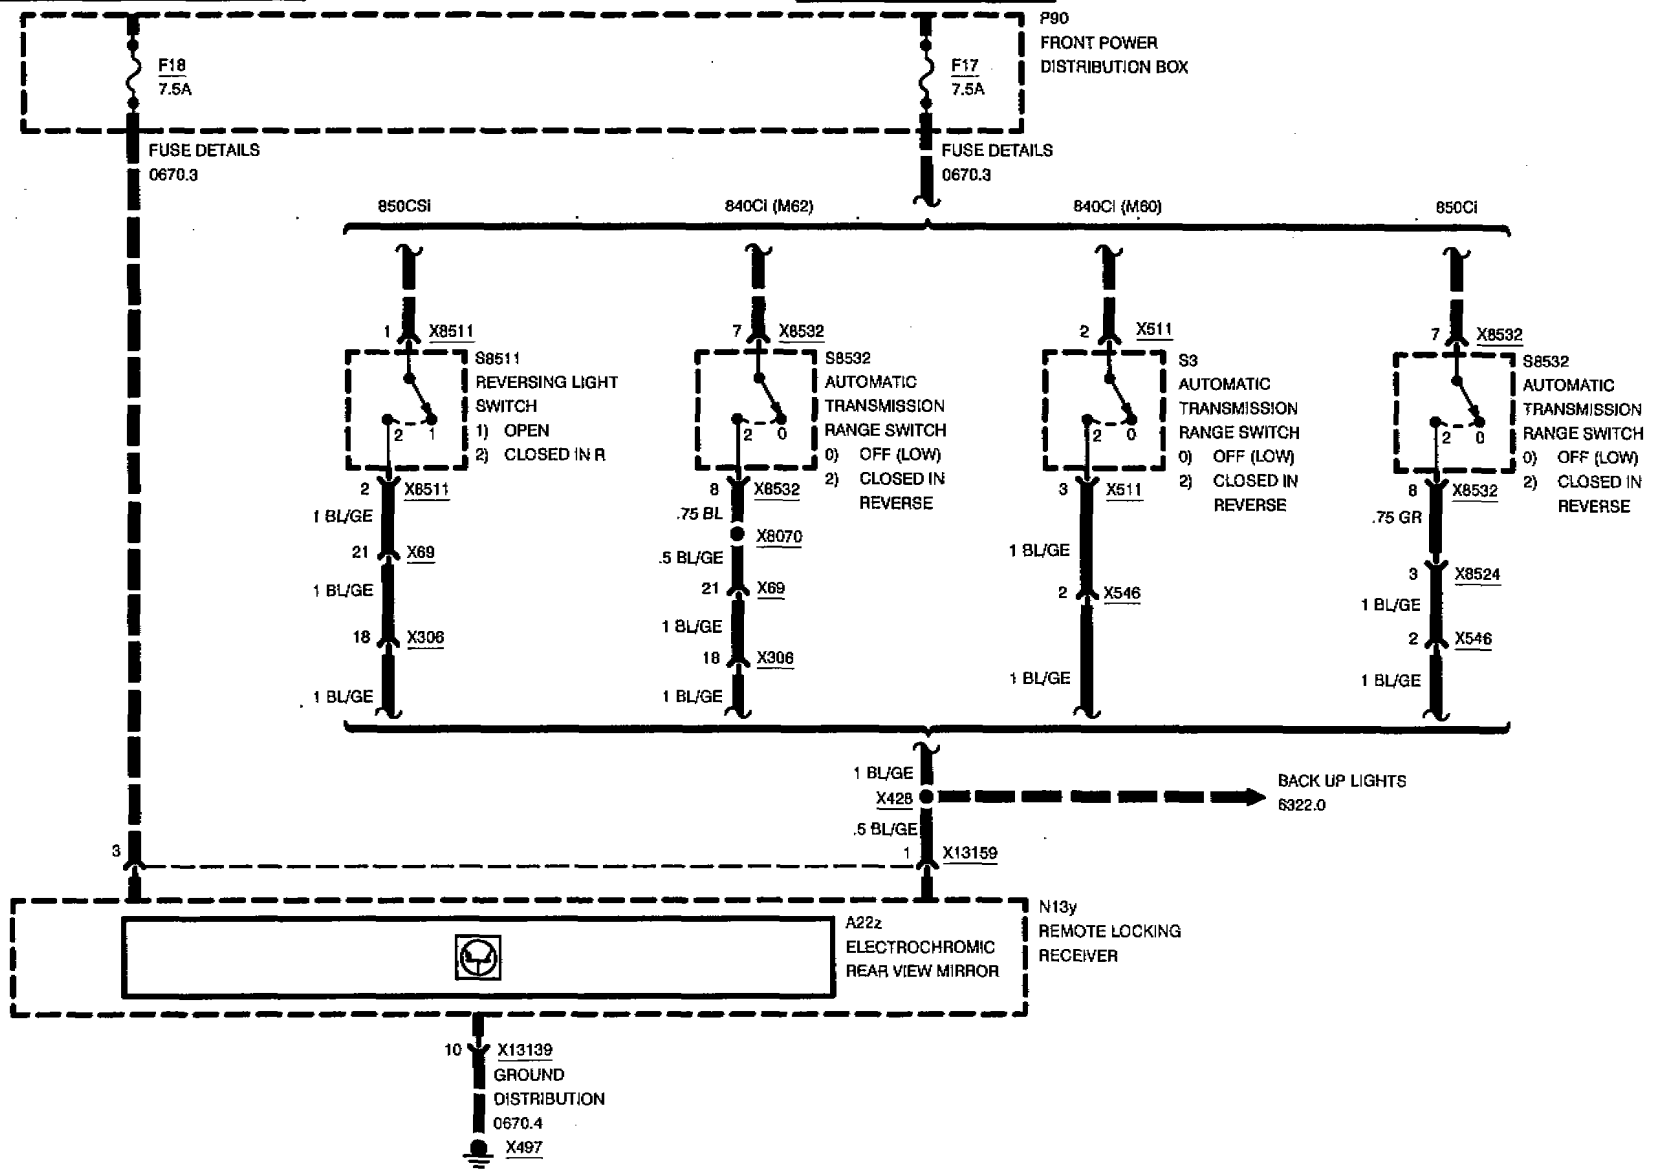 P90
FRONT POWER
DISTRIBUTION BOX
F18
7.5A
F17
7.5A
FUSE DETAILS
0670.3
FUSE DETAILS
0670.3
850CSi
840Ci (M62)
840Ci (M60)
850Ci
1 X8511
S8511
REVERSING LIGHT
SWITCH
1) OPEN
2) CLOSED IN R
2 1
2 X8511
1 BL/GE
21 X69
1 BL/GE
18 X306
1 BL/GE
7 X8532
S8532
AUTOMATIC
TRANSMISSION
RANGE SWITCH
0) OFF (LOW)
2) CLOSED IN
REVERSE
2 0
8 X8532
.75 BL
X8070
.5 BL/GE
21 X69
1 BL/GE
18 X306
1 BL/GE
2 X511
S3
AUTOMATIC
TRANSMISSION
RANGE SWITCH
0) OFF (LOW)
2) CLOSED IN
REVERSE
2 0
3 X511
1 BL/GE
2 X546
1 BL/GE
7 X8532
S8532
AUTOMATIC
TRANSMISSION
RANGE SWITCH
0) OFF (LOW)
2) CLOSED IN
REVERSE
2 0
8 X8532
.75 GR
3 X8524
1 BL/GE
2 X546
1 BL/GE
1 BL/GE
X428
BACK UP LIGHTS
6322.0
.5 BL/GE
3
1 X13159
N13y
REMOTE LOCKING
RECEIVER
A22z
ELECTROCHROMIC
REAR VIEW MIRROR
10 X13139
GROUND
DISTRIBUTION
0670.4
X497